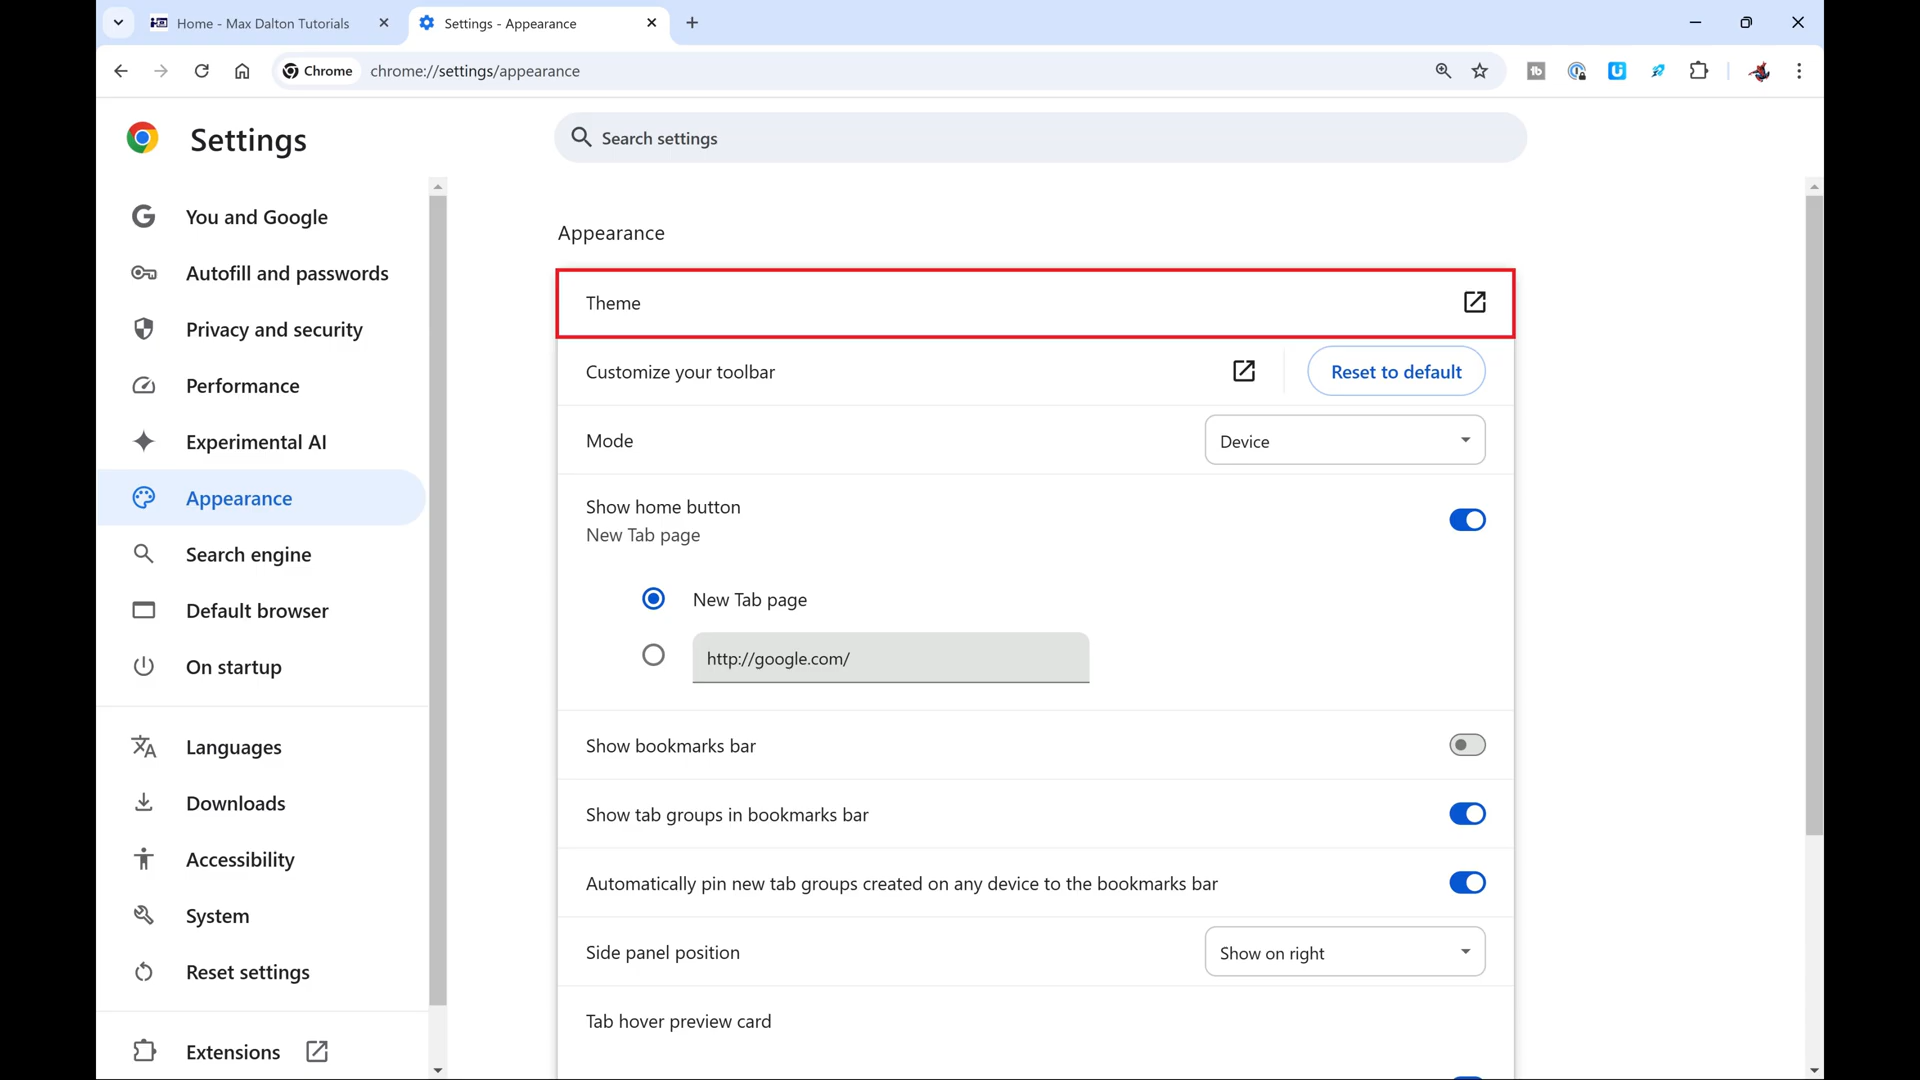 Home - Max Dalton Tutorials
Settings - Appearance
Chrome
chrome://settings/appearance
Settings
Search settings
You and Google
Autofill and passwords
Privacy and security
Performance
Experimental AI
Appearance
Search engine
Default browser
On startup
Languages
Downloads
Accessibility
System
Reset settings
Extensions
Appearance
Theme
Customize your toolbar
Reset to default
Mode
Device
Show home button
New Tab page
New Tab page
http://google.com/
Show bookmarks bar
Show tab groups in bookmarks bar
Automatically pin new tab groups created on any device to the bookmarks bar
Side panel position
Show on right
Tab hover preview card